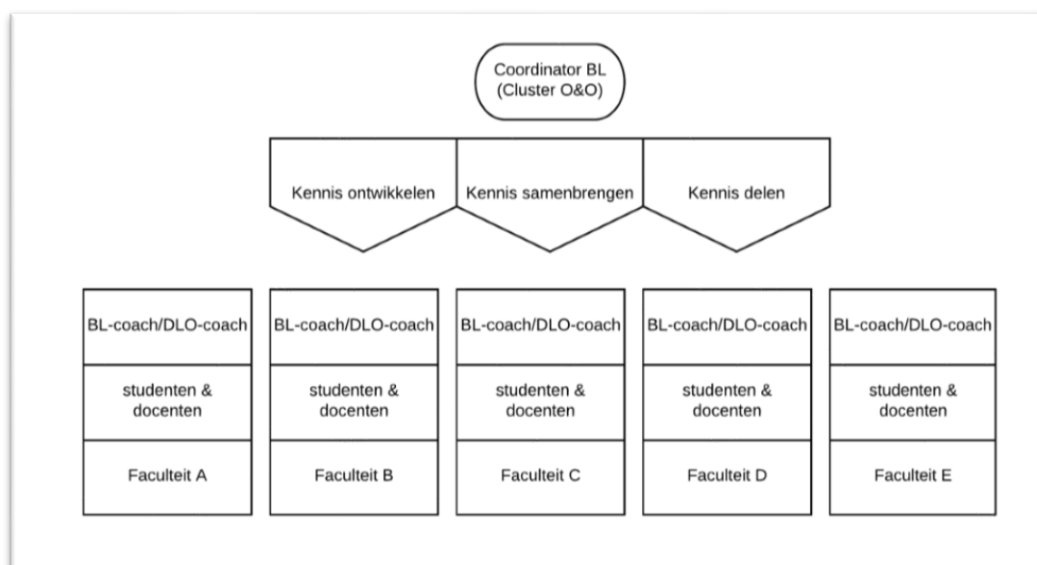 Coordinator BL
(Cluster O&O)
Kennis ontwikkelen
Kennis samenbrengen
Kennis delen
BL-coach/DLO-coach
BL-coach/DLO-coach
BL-coach/DLO-coach
BL-coach/DLO-coach
BL-coach/DLO-coach
studenten &
docenten
studenten &
docenten
studenten &
docenten
studenten &
docenten
studenten &
docenten
Faculteit A
Faculteit B
Faculteit C
Faculteit D
Faculteit E